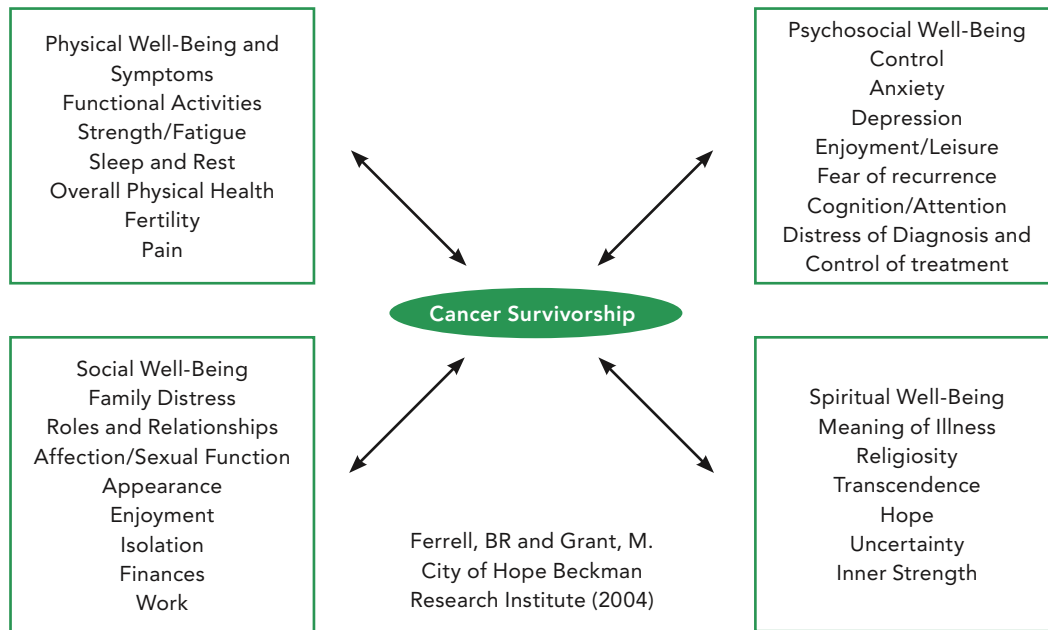 Physical Well-Being and
Symptoms
Functional Activities
Strength/Fatigue
Sleep and Rest
Overall Physical Health
Fertility
Pain
Psychosocial Well-Being
Control
Anxiety
Depression
Enjoyment/Leisure
Fear of recurrence
Cognition/Attention
Distress of Diagnosis and
Control of treatment
Cancer Survivorship
Social Well-Being
Family Distress
Roles and Relationships
Affection/Sexual Function
Appearance
Enjoyment
Isolation
Finances
Work
Ferrell, BR and Grant, M.
City of Hope Beckman
Research Institute (2004)
Spiritual Well-Being
Meaning of Illness
Religiosity
Transcendence
Hope
Uncertainty
Inner Strength